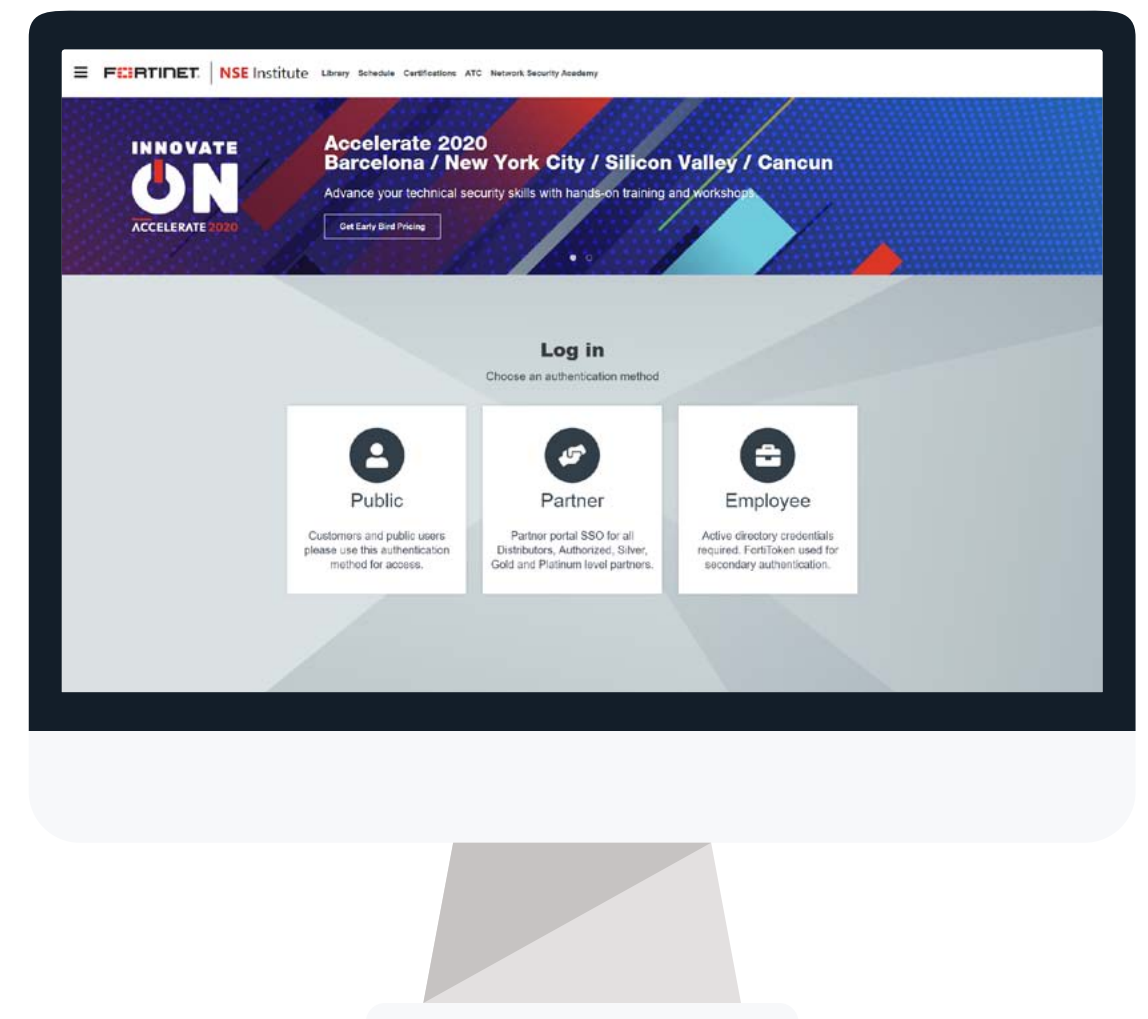 FORTINET NSE Institute Library Schedule Certifications ATC Network Security Academy
INNOVATE
ON
ACCELERATE 2020
Accelerate 2020
Barcelona / New York City / Silicon Valley / Cancun
Advance your technical security skills with hands-on training and workshops
Get Early Bird Pricing
Log in
Choose an authentication method
Public
Customers and public users
please use this authentication
method for access.
Partner
Partner portal SSO for all
Distributors, Authorized, Silver,
Gold and Platinum level partners.
Employee
Active directory credentials
required. FortiToken used for
secondary authentication.